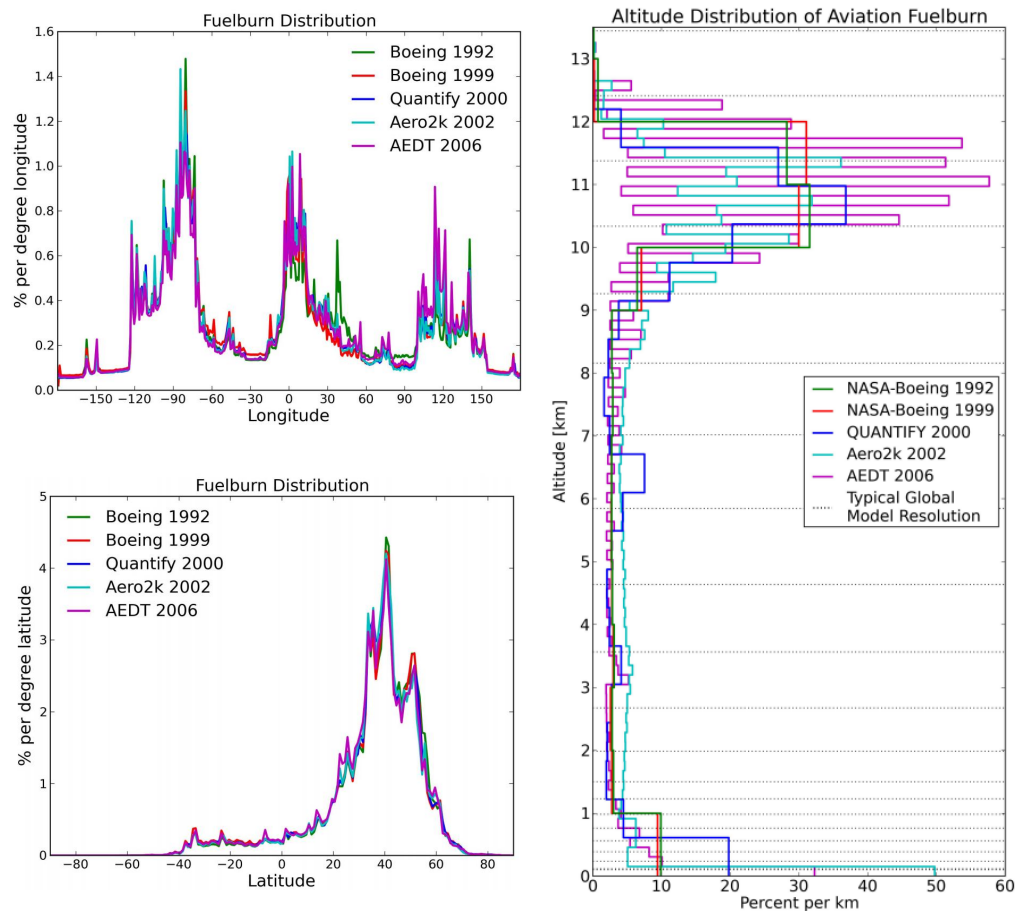 Fuelburn Distribution
1.6
1.4
1.2
1.0
0.8
0.6
0.4
0.2
0.0
% per degree longitude
Boeing 1992
Boeing 1999
Quantify 2000
Aero2k 2002
AEDT 2006
−150 −120 −90 −60 −30 0 30 60 90 120 150
Longitude
Fuelburn Distribution
5
4
3
2
1
0
% per degree latitude
Boeing 1992
Boeing 1999
Quantify 2000
Aero2k 2002
AEDT 2006
−80 −60 −40 −20 0 20 40 60 80
Latitude
Altitude Distribution of Aviation Fuelburn
13
12
11
10
9
8
7
6
5
4
3
2
1
0
Altitude [km]
NASA-Boeing 1992
NASA-Boeing 1999
QUANTIFY 2000
Aero2k 2002
AEDT 2006
Typical Global
Model Resolution
0 10 20 30 40 50 60
Percent per km